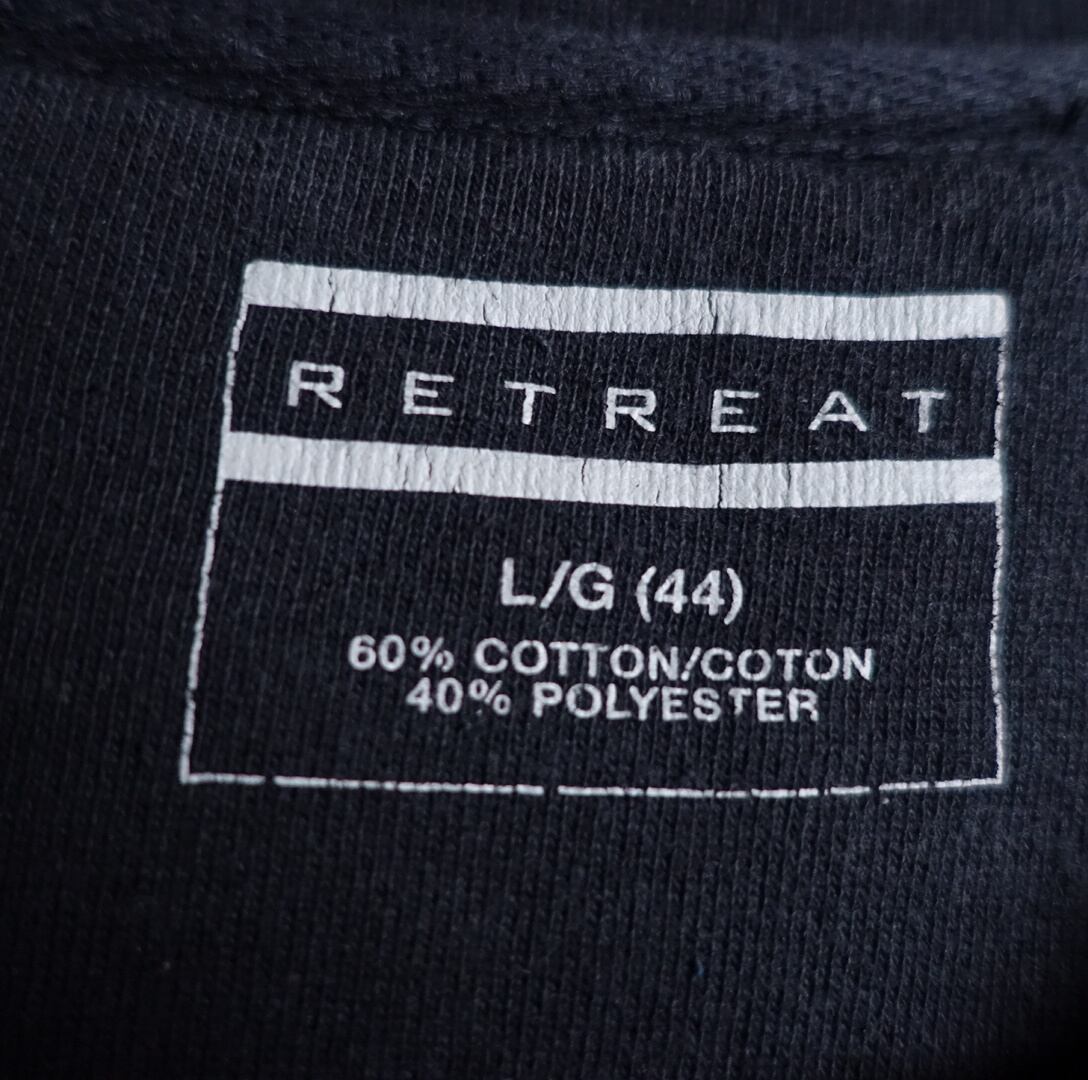 RETREAT
L/G (44)
60% COTTON/COTON
40% POLYESTER